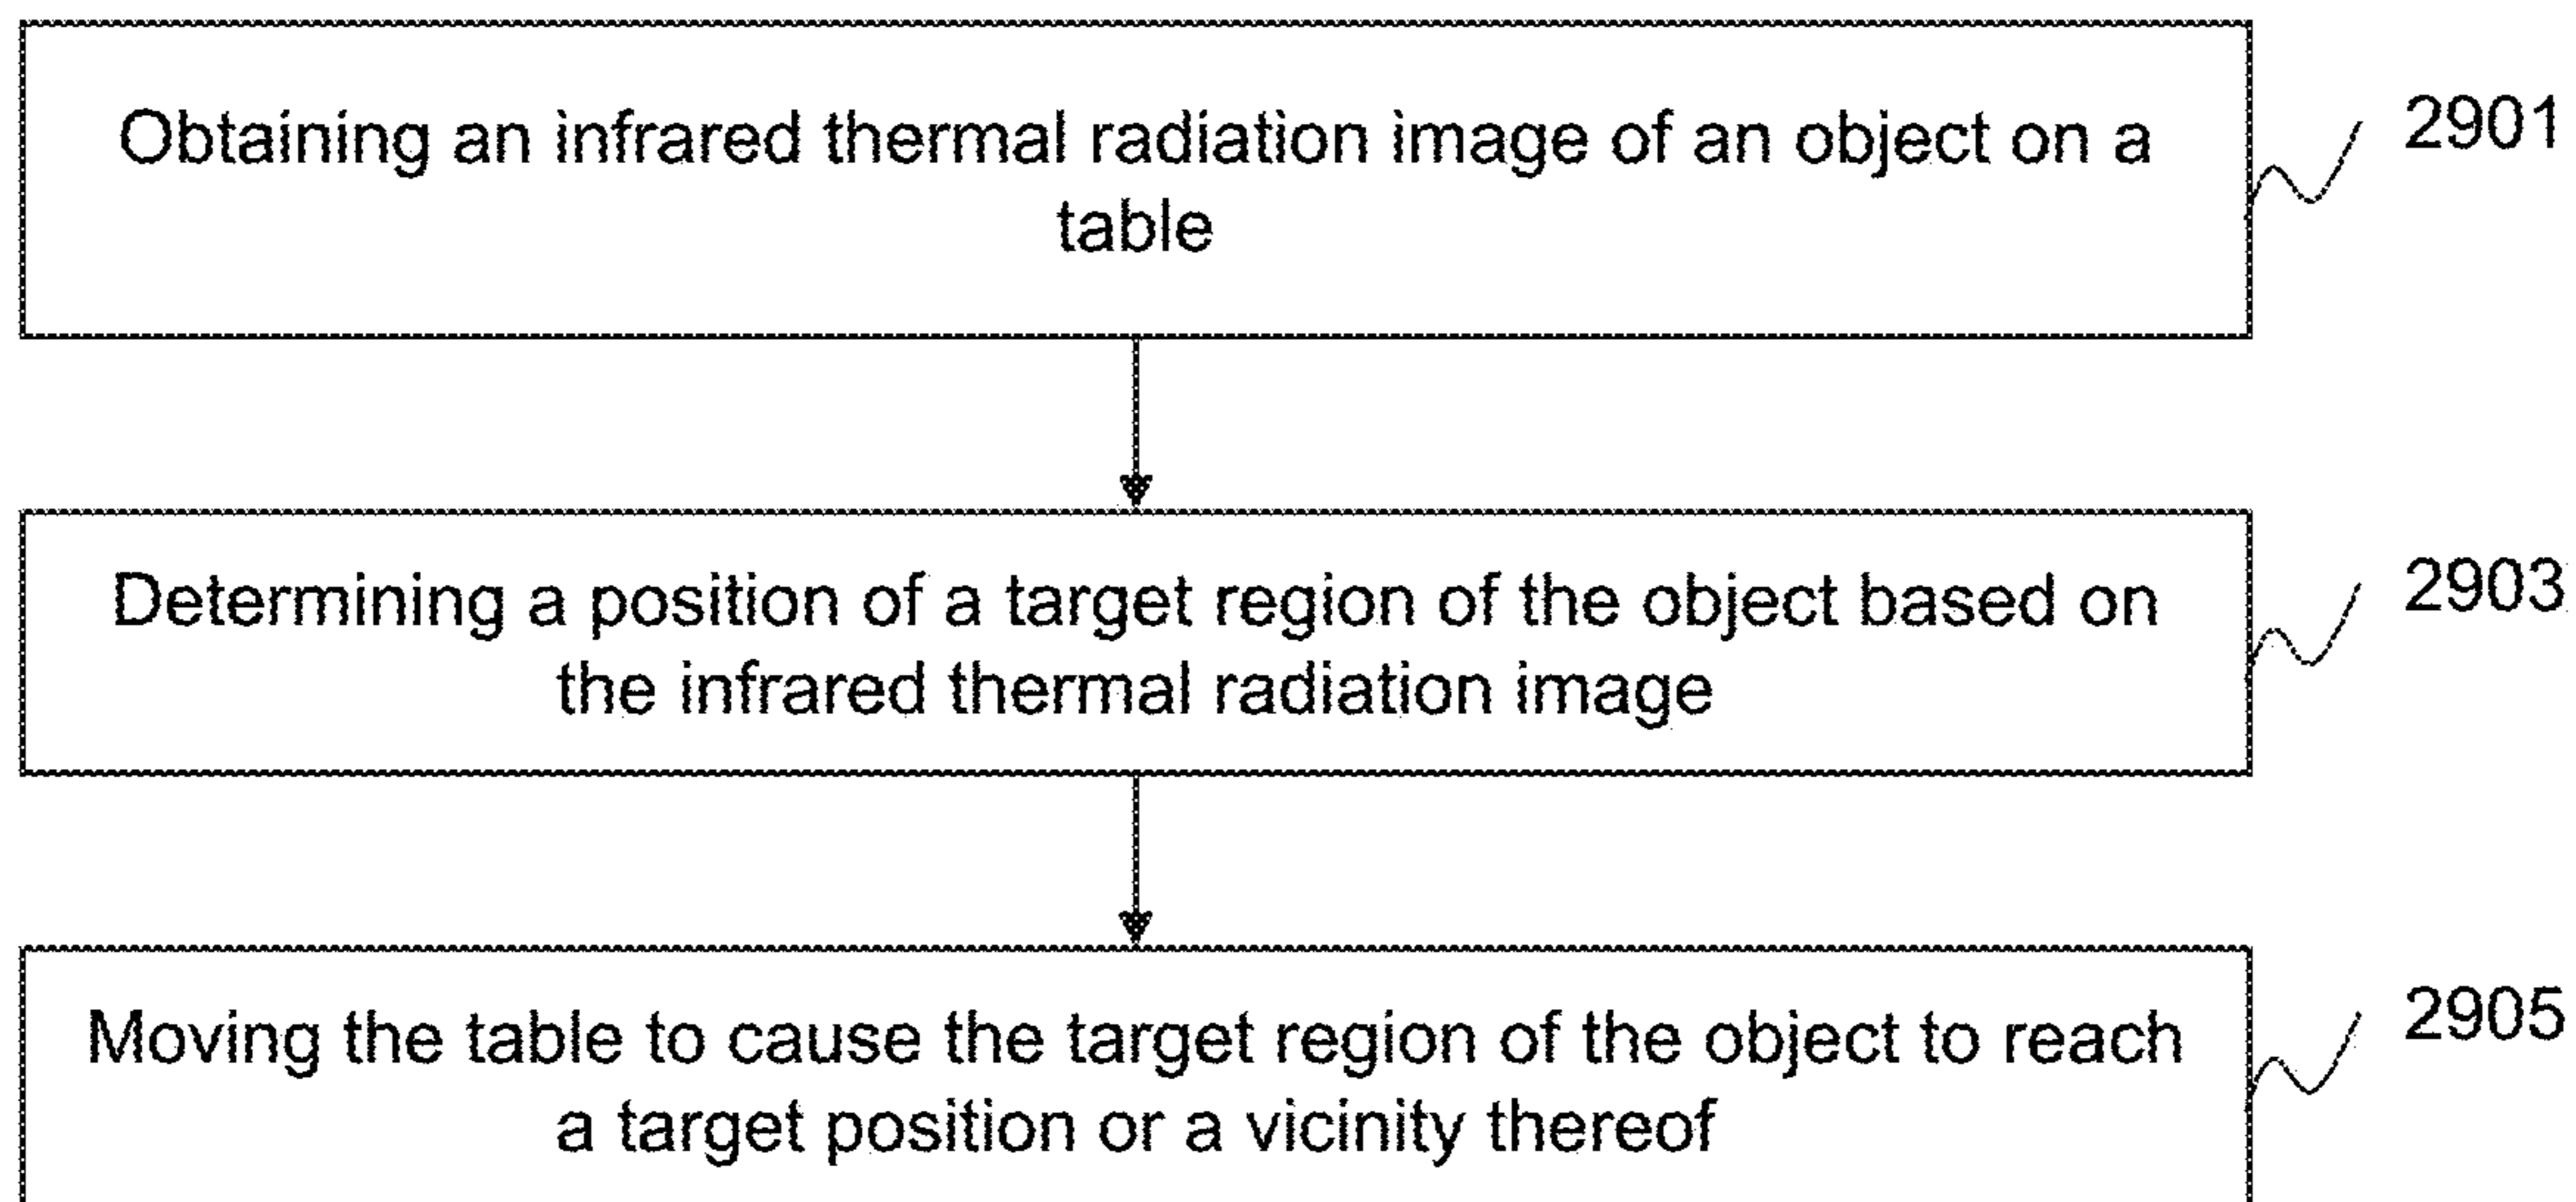 Obtaining an infrared thermal radiation image of an object on a
table
2901
Determining a position of a target region of the object based on
the infrared thermal radiation image
2903
Moving the table to cause the target region of the object to reach
a target position or a vicinity thereof
2905